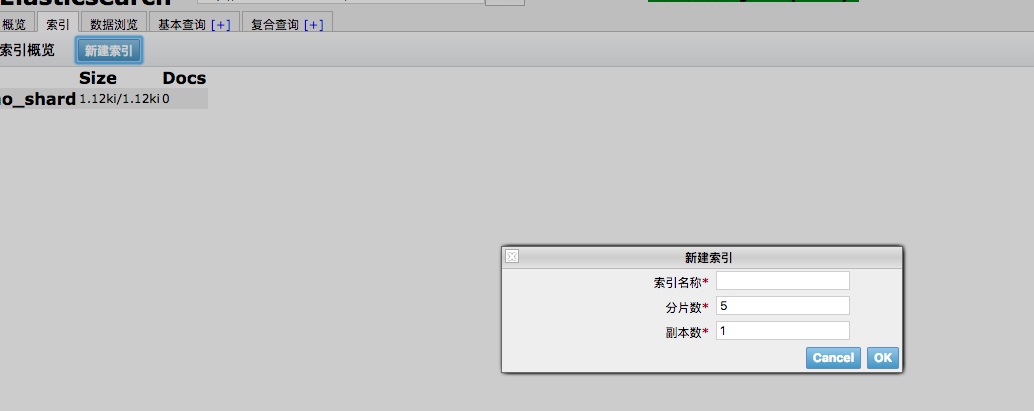 Elasticsearch
概览 索引 数据浏览 基本查询 [+] 复合查询 [+]
索引概览 新建索引
Size Docs
no_shard 1.12ki/1.12ki 0
新建索引
索引名称*
分片数* 5
副本数* 1
Cancel OK